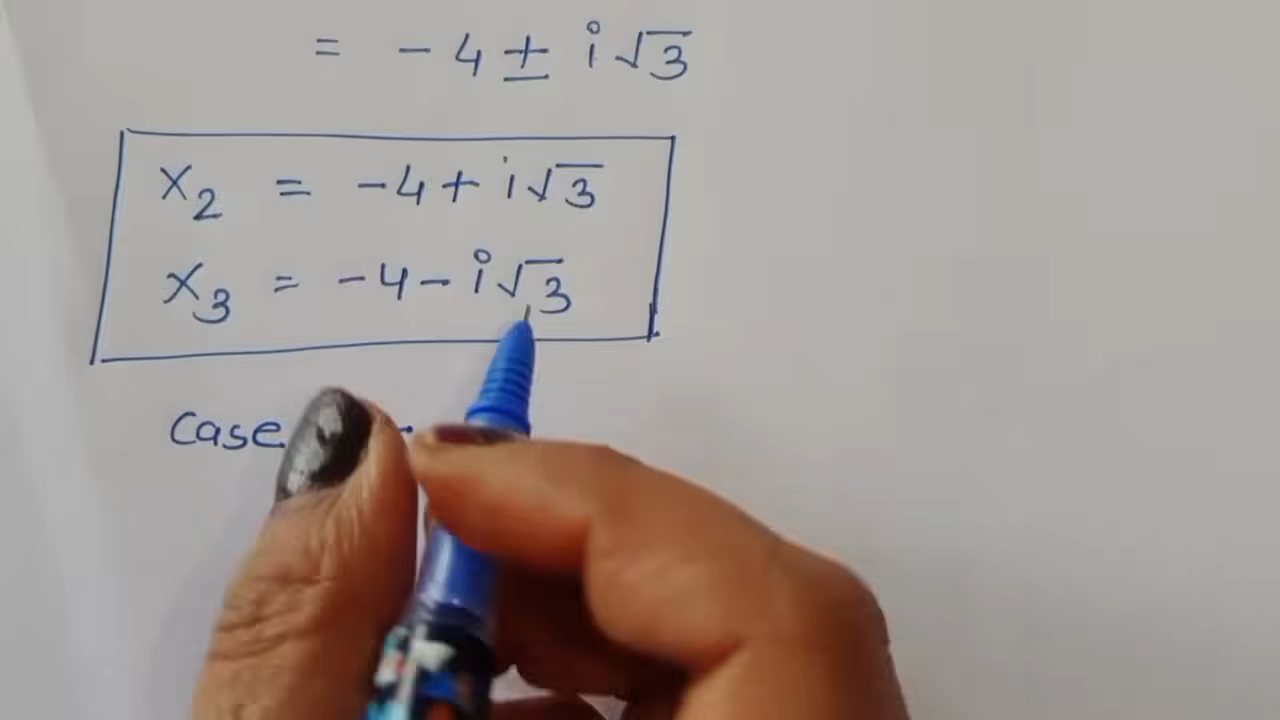 = -4 ± i√3
x₂ = -4 + i√3
x₃ = -4 - i√3
Case